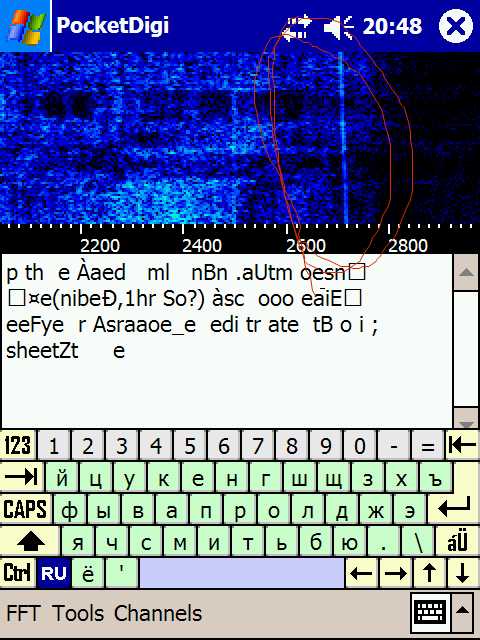 PocketDigi 20:48
2200 2400 2600 2800
p th e Àaed ml nBn .aUtm oesn□
□¤e(nibeÐ,1hr So?) àsc ooo eaiE□
eeFye r Asraaoe_e edi tr ate tB o i ;
sheetZt e
123 1 2 3 4 5 6 7 8 9 0 - =
й ц у к е н г ш щ з х ъ
CAPS ф ы в а п р о л д ж э
я ч с м и т ь б ю . \ áÜ
Ctrl RU ё '
FFT Tools Channels